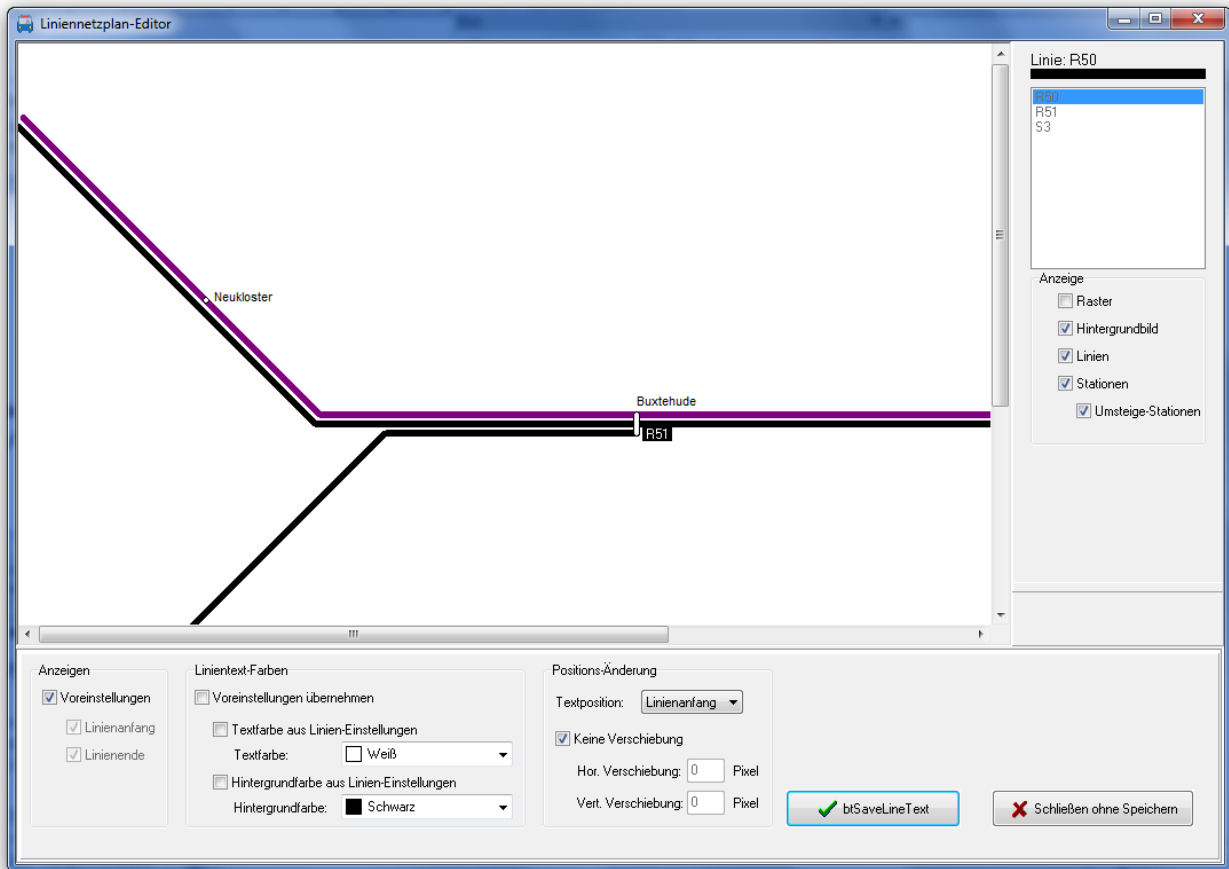 Liniennetzplan-Editor
Linie: R50
R50
R51
S3
Neukloster
Buxtehude
R51
Anzeige
Raster
Hintergrundbild
Linien
Stationen
Umsteige-Stationen
Anzeigen
Voreinstellungen
Linienanfang
Linienende
Linientext-Farben
Voreinstellungen übernehmen
Textfarbe aus Linien-Einstellungen
Textfarbe: Weiß
Hintergrundfarbe aus Linien-Einstellungen
Hintergrundfarbe: Schwarz
Positions-Änderung
Textposition: Linienanfang
Keine Verschiebung
Hor. Verschiebung: 0 Pixel
Vert. Verschiebung: 0 Pixel
btSaveLineText
Schließen ohne Speichern